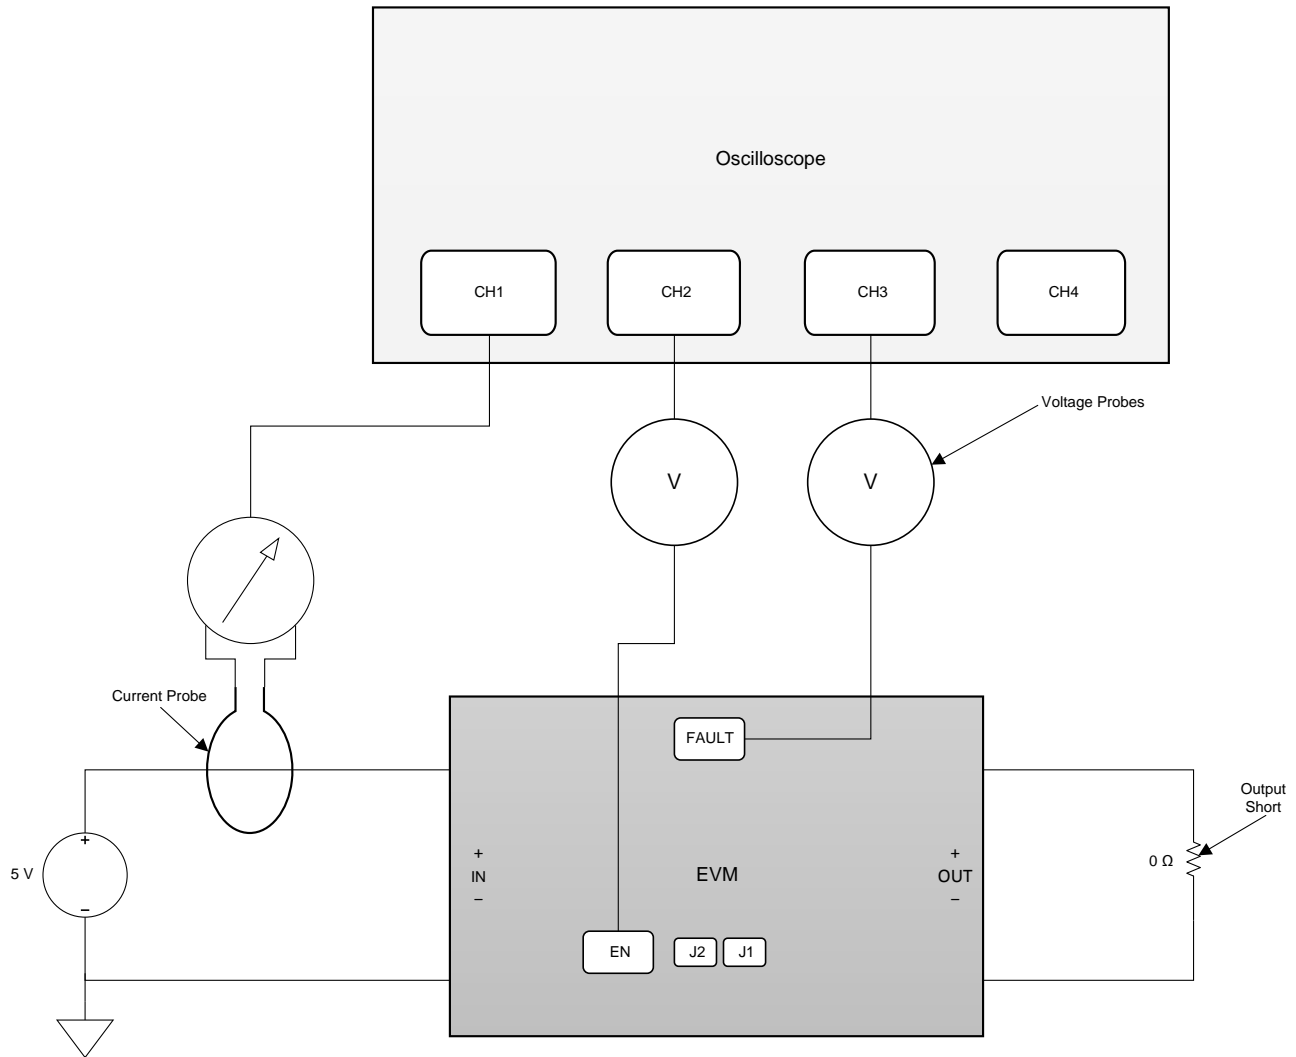 Oscilloscope
CH1
CH2
CH3
CH4
Voltage Probes
V
V
Current Probe
FAULT
Output
Short
+
+
+
5 V
IN
EVM
OUT
0 Ω
−
−
−
EN
J2
J1